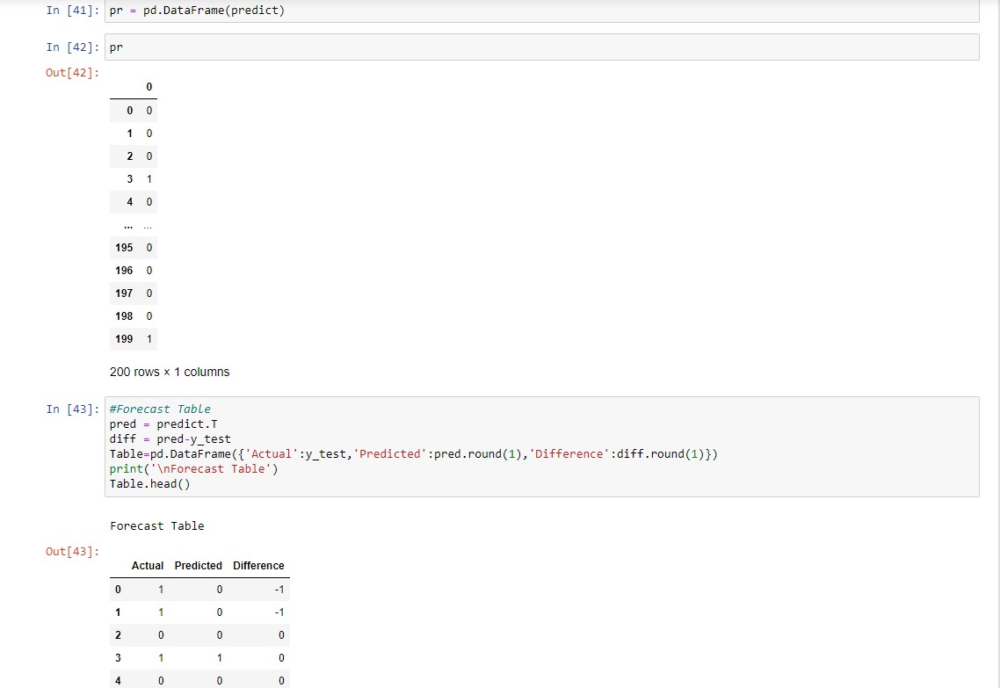 In [41]: pr = pd.DataFrame(predict)
In [42]: pr
Out[42]:
0
0 0
1 0
2 0
3 1
4 0
... ...
195 0
196 0
197 0
198 0
199 1
200 rows × 1 columns
In [43]: #Forecast Table
pred = predict.T
diff = pred-y_test
Table=pd.DataFrame({'Actual':y_test,'Predicted':pred.round(1),'Difference':diff.round(1)})
print('\nForecast Table')
Table.head()
Forecast Table
Out[43]:
Actual Predicted Difference
0 1 0 -1
1 1 0 -1
2 0 0 0
3 1 1 0
4 0 0 0